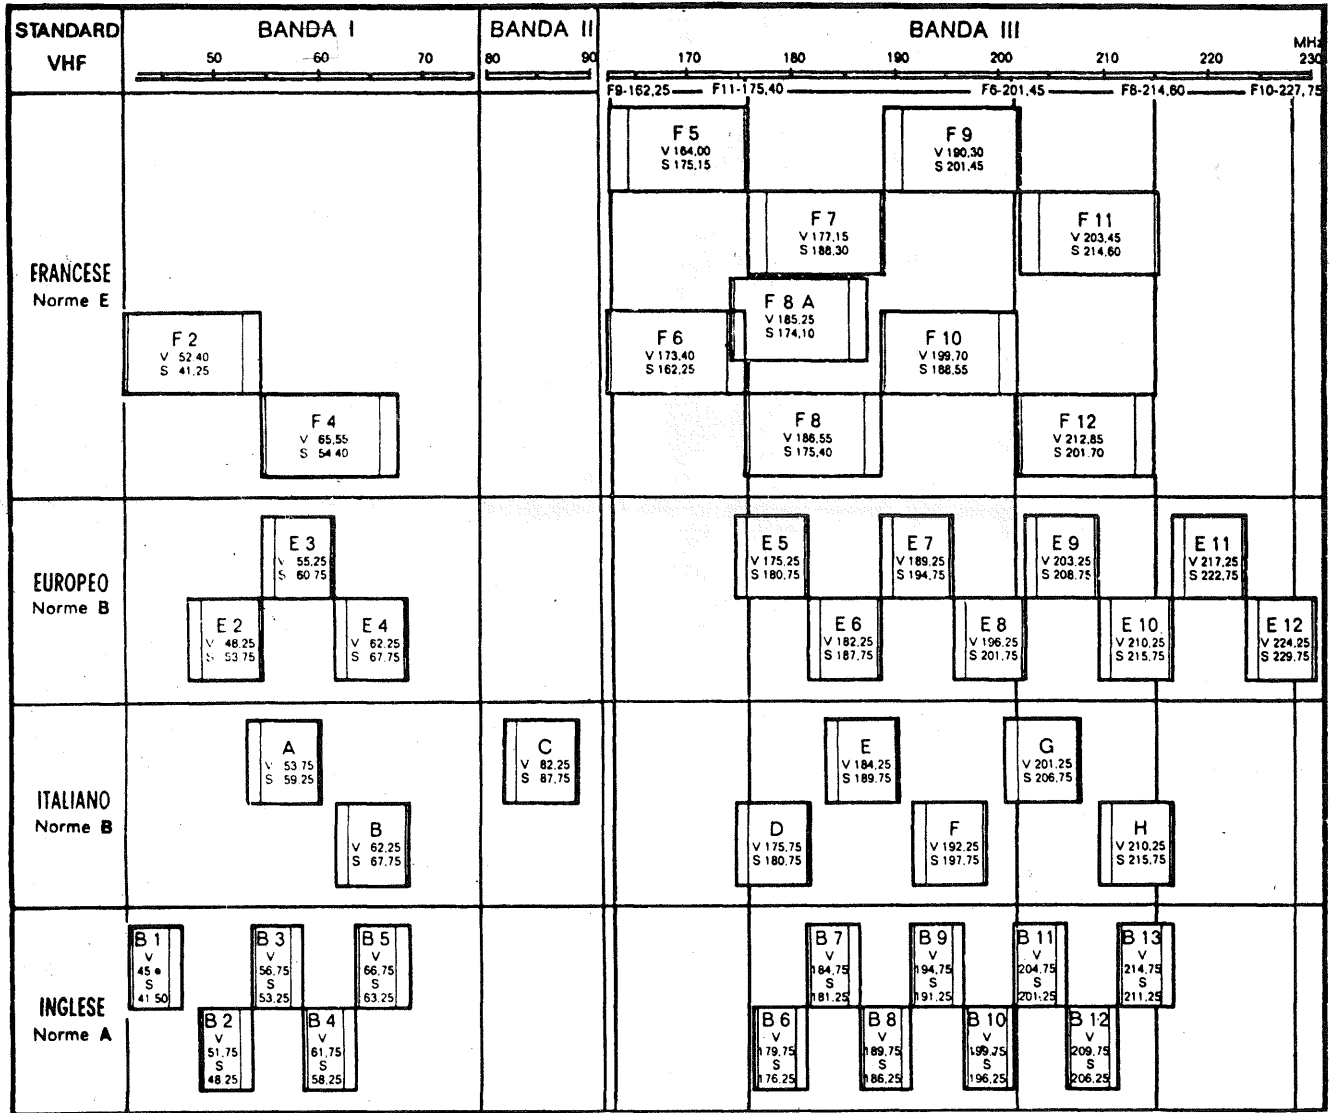 STANDARD
VHF
BANDA I
BANDA II
BANDA III
MHz
50 60 70 80 90 170 180 190 200 210 220 230
F9-162,25 F11-175,40 F6-201,45 F8-214,60 F10-227,75
FRANCESE
Norme E
F 5
V 164,00
S 175,15
F 9
V 190,30
S 201,45
F 7
V 177,15
S 188,30
F 11
V 203,45
S 214,60
F 8 A
V 185,25
S 174,10
F 2
V 52,40
S 41,25
F 6
V 173,40
S 162,25
F 10
V 199,70
S 188,55
F 4
V 65,55
S 54,40
F 8
V 186,55
S 175,40
F 12
V 212,85
S 201,70
EUROPEO
Norme B
E 3
V 55,25
S 60,75
E 5
V 175,25
S 180,75
E 7
V 189,25
S 194,75
E 9
V 203,25
S 208,75
E 11
V 217,25
S 222,75
E 2
V 48,25
S 53,75
E 4
V 62,25
S 67,75
E 6
V 182,25
S 187,75
E 8
V 196,25
S 201,75
E 10
V 210,25
S 215,75
E 12
V 224,25
S 229,75
ITALIANO
Norme B
A
V 53,75
S 59,25
C
V 82,25
S 87,75
E
V 184,25
S 189,75
G
V 201,25
S 206,75
B
V 62,25
S 67,75
D
V 175,75
S 180,75
F
V 192,25
S 197,75
H
V 210,25
S 215,75
INGLESE
Norme A
B 1
V
45
S
41,50
B 3
V
56,75
S
53,25
B 5
V
66,75
S
63,25
B 7
V
184,75
S
181,25
B 9
V
194,75
S
191,25
B 11
V
204,75
S
201,25
B 13
V
214,75
S
211,25
B 2
V
51,75
S
48,25
B 4
V
61,75
S
58,25
B 6
V
179,75
S
176,25
B 8
V
189,75
S
186,25
B 10
V
199,75
S
196,25
B 12
V
209,75
S
206,25